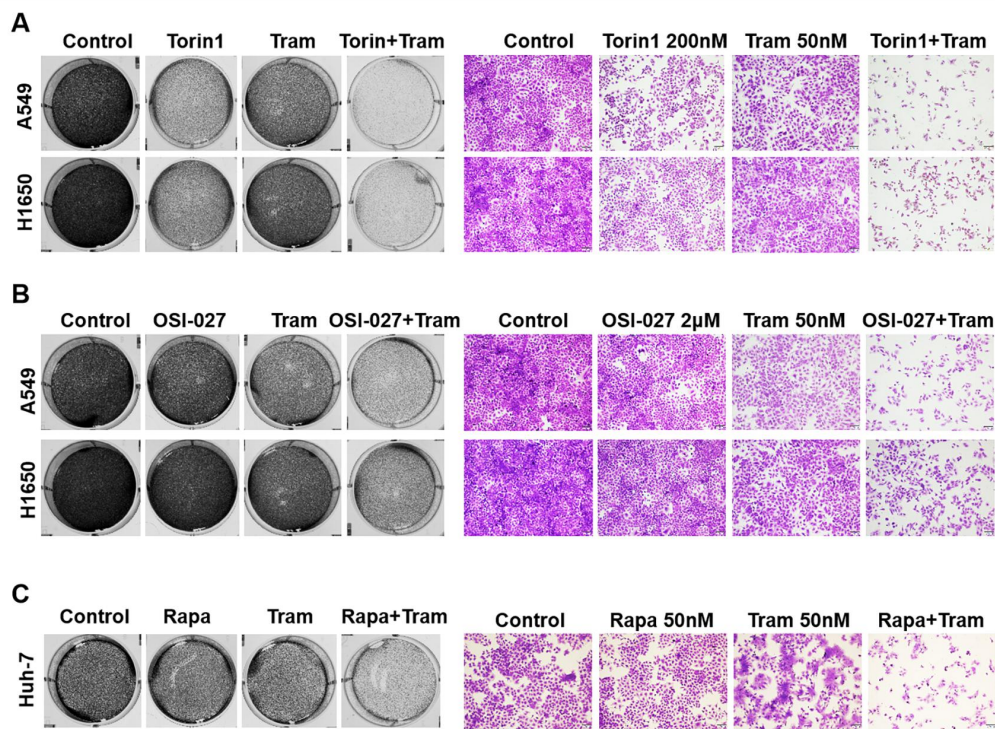 A
Control Torin1 Tram Torin+Tram Control Torin1 200nM Tram 50nM Torin1+Tram
A549
H1650
B
Control OSI-027 Tram OSI-027+Tram Control OSI-027 2µM Tram 50nM OSI-027+Tram
A549
H1650
C
Control Rapa Tram Rapa+Tram Control Rapa 50nM Tram 50nM Rapa+Tram
Huh-7